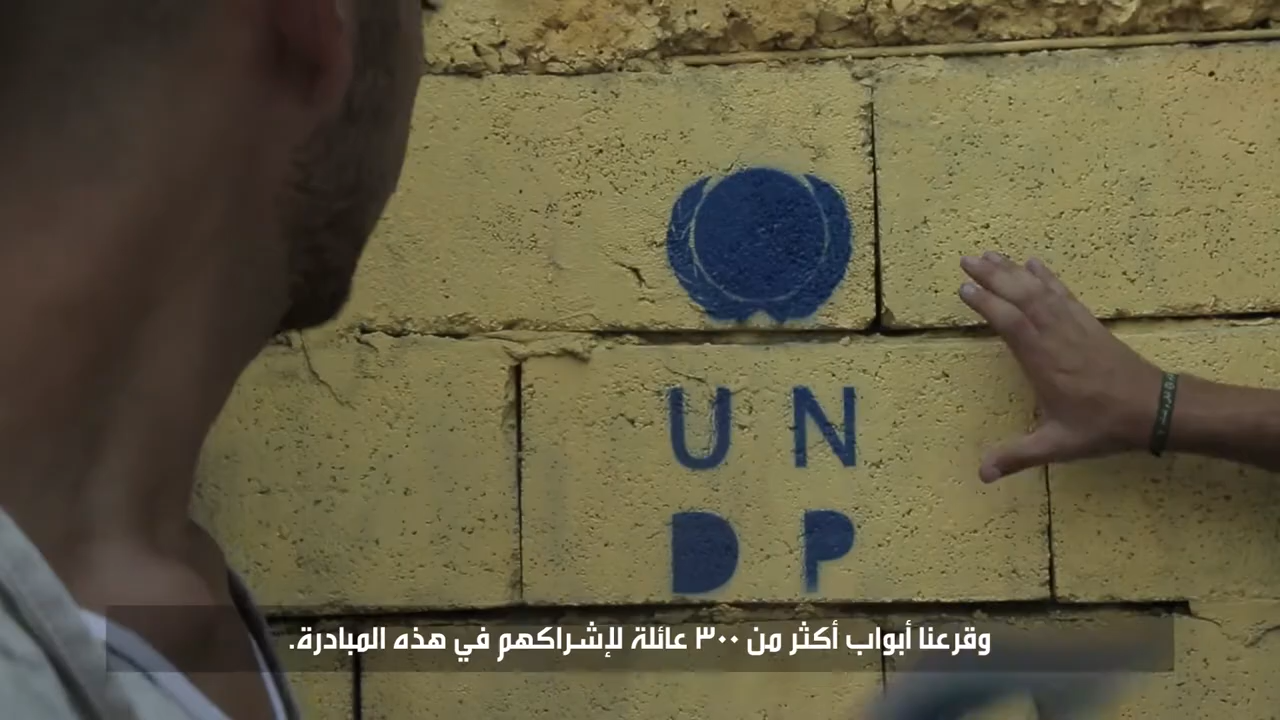 U N
D P
وقرعنا أبواب أكثر من ٣٠٠ عائلة لإشراكهم في هذه المبادرة.